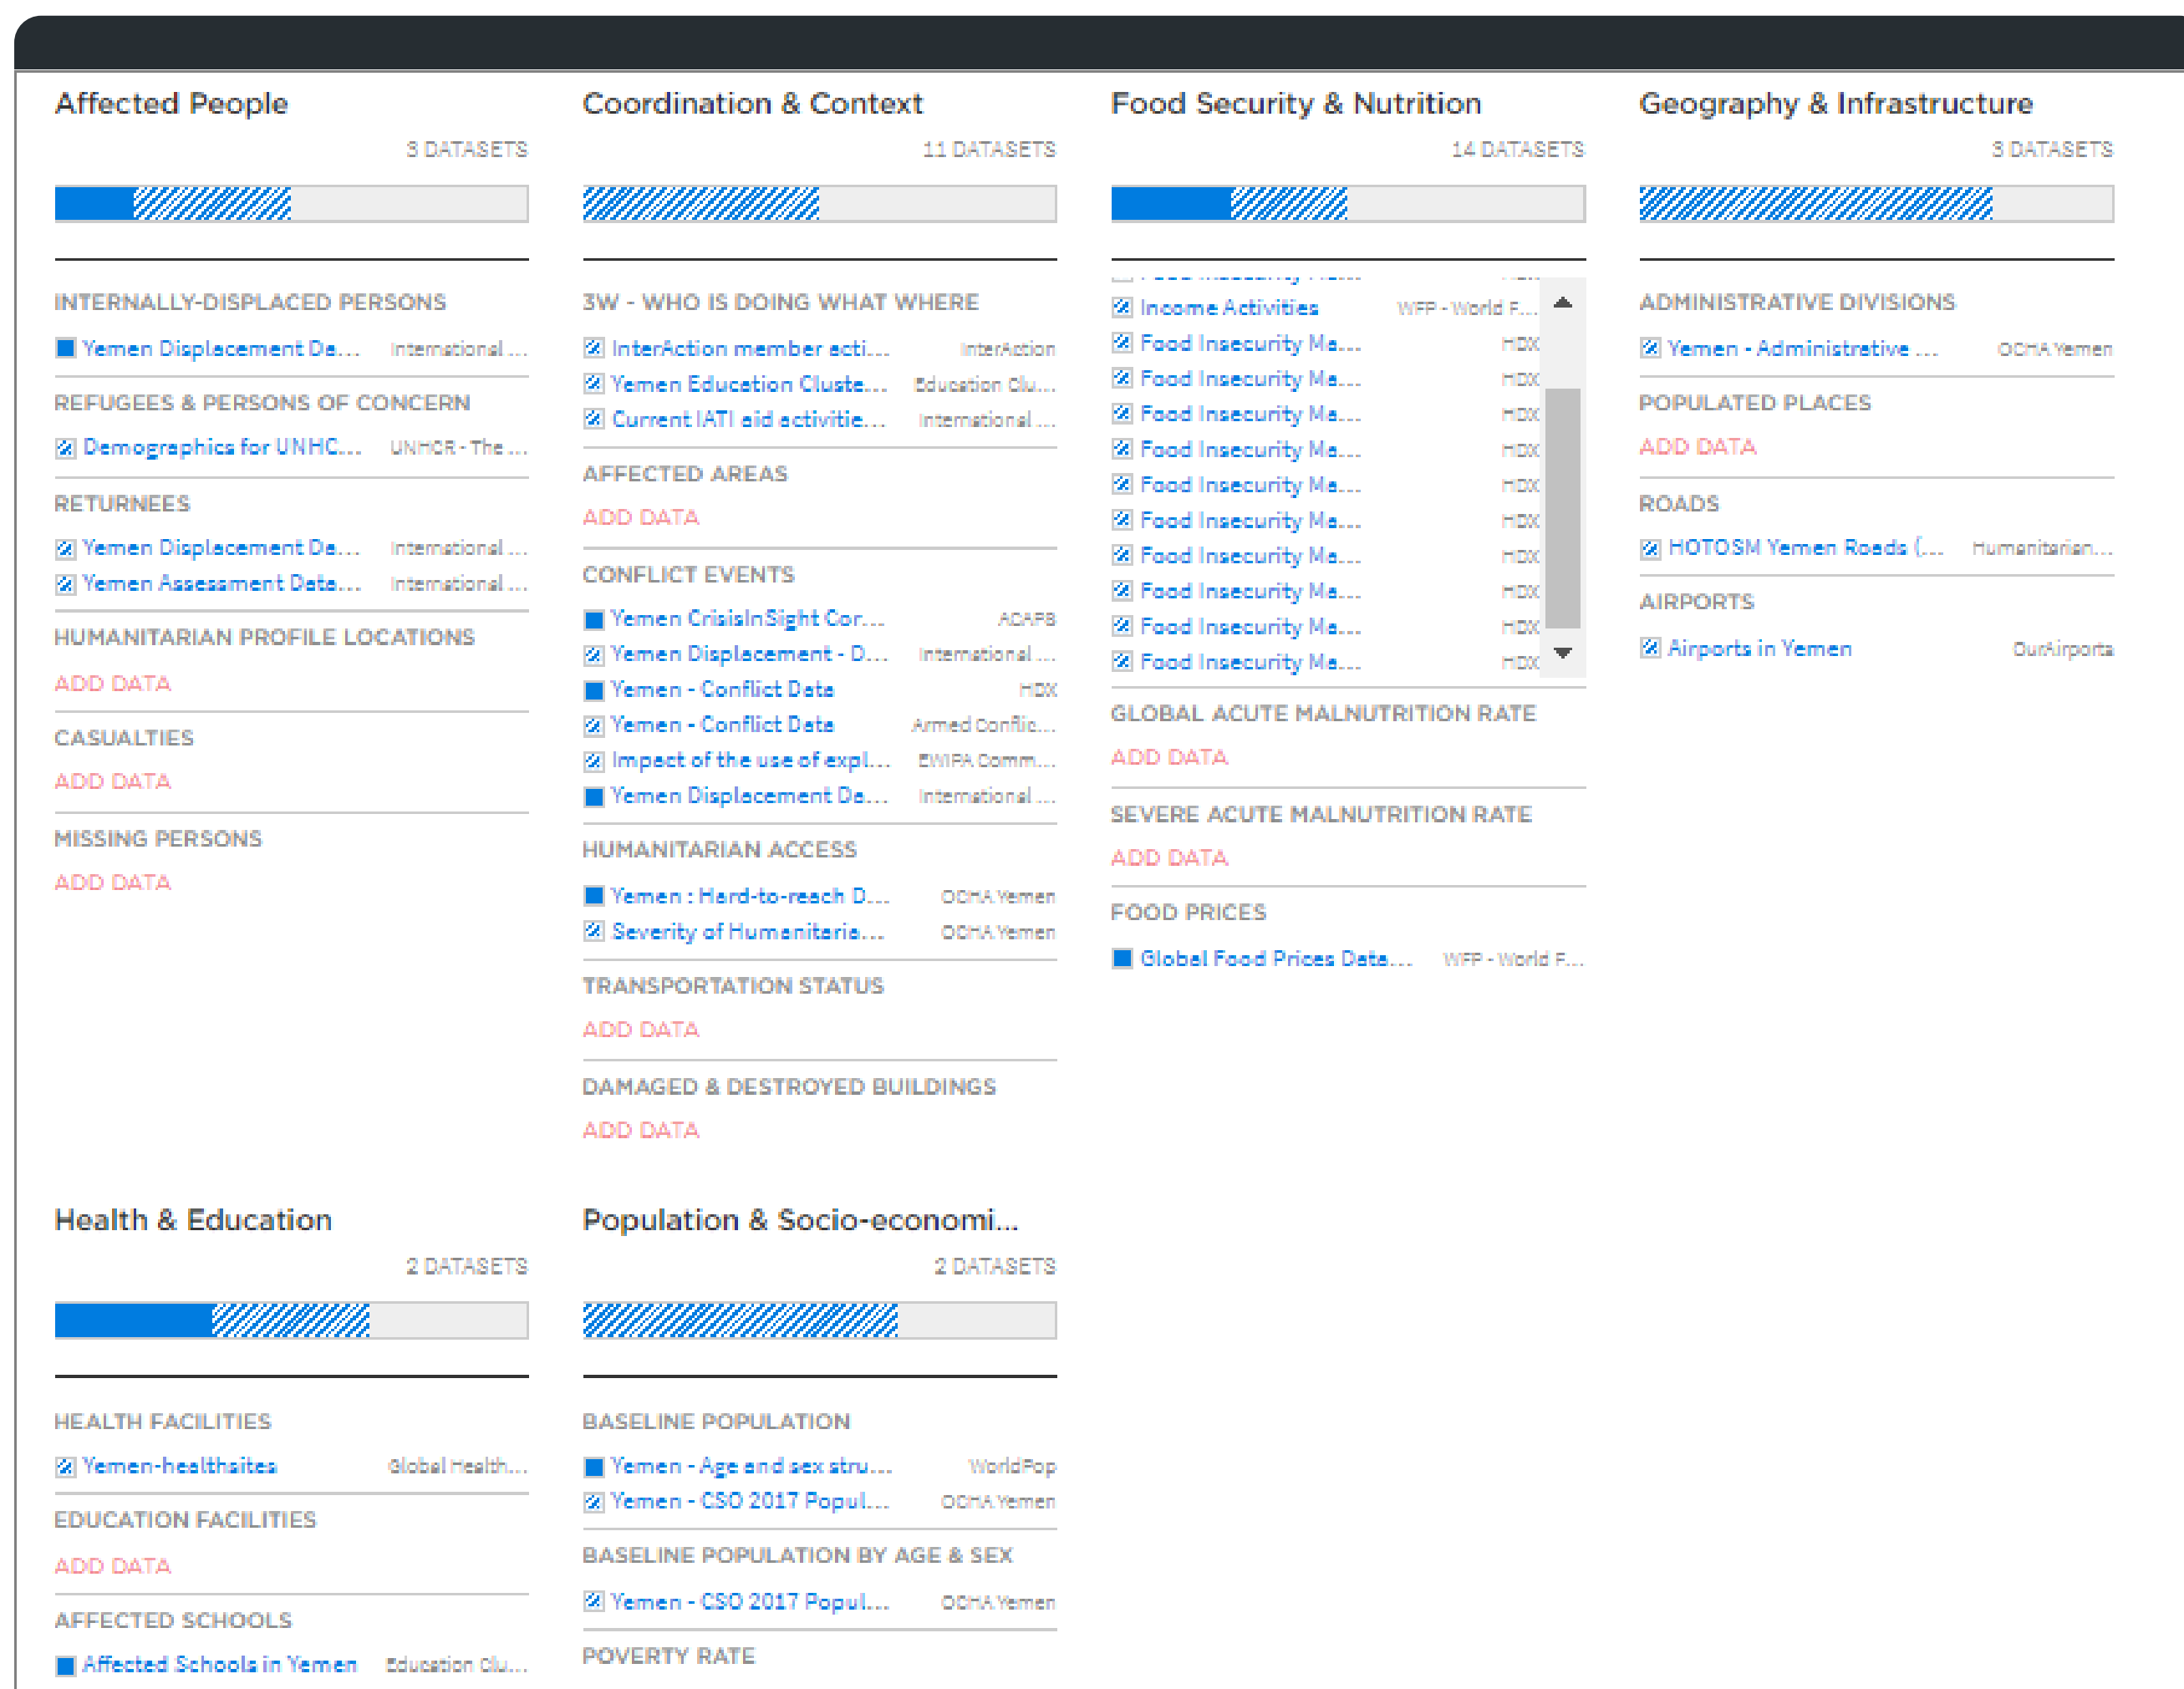 Affected People
3 DATASETS
INTERNALLY-DISPLACED PERSONS
Yemen Displacement Da... International ...
REFUGEES & PERSONS OF CONCERN
Demographics for UNHC... UNHCR - The ...
RETURNEES
Yemen Displacement Da... International ...
Yemen Assessment Data... International ...
HUMANITARIAN PROFILE LOCATIONS
ADD DATA
CASUALTIES
ADD DATA
MISSING PERSONS
ADD DATA
Coordination & Context
11 DATASETS
3W - WHO IS DOING WHAT WHERE
InterAction member acti... InterAction
Yemen Education Cluste... Education Clu...
Current IATI aid activitie... International ...
AFFECTED AREAS
ADD DATA
CONFLICT EVENTS
Yemen CrisisInSight Cor... ACAPS
Yemen Displacement - D... International ...
Yemen - Conflict Data HDX
Yemen - Conflict Data Armed Conflic...
Impact of the use of expl... EWIPA Comm...
Yemen Displacement Da... International ...
HUMANITARIAN ACCESS
Yemen : Hard-to-reach D... OCHA Yemen
Severity of Humanitaria... OCHA Yemen
TRANSPORTATION STATUS
ADD DATA
DAMAGED & DESTROYED BUILDINGS
ADD DATA
Food Security & Nutrition
14 DATASETS
Income Activities WFP - World F...
Food Insecurity Ma... HDX
Food Insecurity Ma... HDX
Food Insecurity Ma... HDX
Food Insecurity Ma... HDX
Food Insecurity Ma... HDX
Food Insecurity Ma... HDX
Food Insecurity Ma... HDX
Food Insecurity Ma... HDX
Food Insecurity Ma... HDX
Food Insecurity Ma... HDX
GLOBAL ACUTE MALNUTRITION RATE
ADD DATA
SEVERE ACUTE MALNUTRITION RATE
ADD DATA
FOOD PRICES
Global Food Prices Data... WFP - World F...
Geography & Infrastructure
3 DATASETS
ADMINISTRATIVE DIVISIONS
Yemen - Administrative ... OCHA Yemen
POPULATED PLACES
ADD DATA
ROADS
HOTOSM Yemen Roads (... Humanitarian...
AIRPORTS
Airports in Yemen OurAirports
Health & Education
2 DATASETS
HEALTH FACILITIES
Yemen-healthsites Global Health...
EDUCATION FACILITIES
ADD DATA
AFFECTED SCHOOLS
Affected Schools in Yemen Education Clu...
Population & Socio-economi...
2 DATASETS
BASELINE POPULATION
Yemen - Age and sex stru... WorldPop
Yemen - CSO 2017 Popul... OCHA Yemen
BASELINE POPULATION BY AGE & SEX
Yemen - CSO 2017 Popul... OCHA Yemen
POVERTY RATE